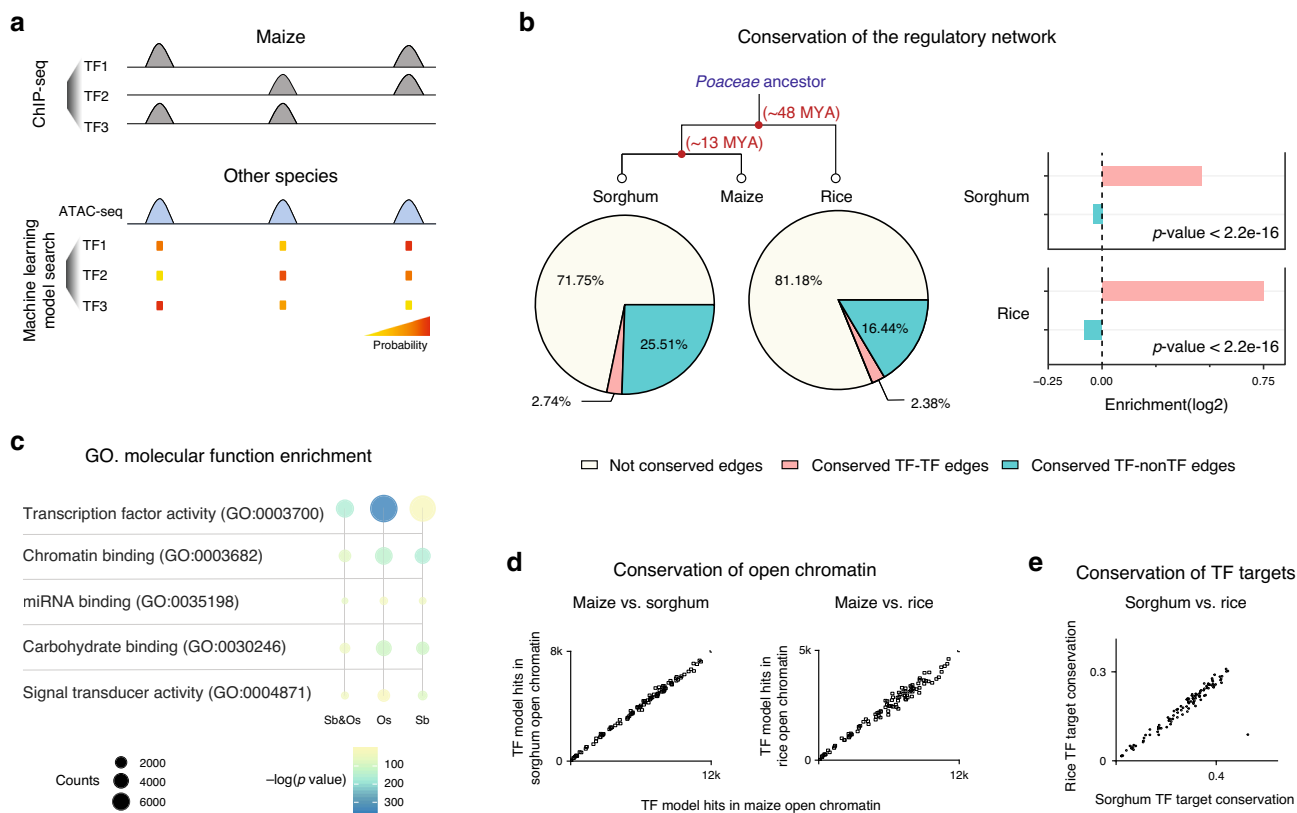 a
Maize
ChIP-seq
TF1
TF2
TF3
Other species
ATAC-seq
Machine learning
model search
TF1
TF2
TF3
Probability
b
Conservation of the regulatory network
Poaceae ancestor
(~48 MYA)
(~13 MYA)
Sorghum
Maize
Rice
71.75%
25.51%
2.74%
81.18%
16.44%
2.38%
Sorghum
p-value < 2.2e-16
Rice
p-value < 2.2e-16
−0.25
0.00
0.75
Enrichment(log2)
Not conserved edges
Conserved TF-TF edges
Conserved TF-nonTF edges
c
GO. molecular function enrichment
Transcription factor activity (GO:0003700)
Chromatin binding (GO:0003682)
miRNA binding (GO:0035198)
Carbohydrate binding (GO:0030246)
Signal transducer activity (GO:0004871)
Sb&Os
Os
Sb
Counts
2000
4000
6000
−log(p value)
100
200
300
d
Conservation of open chromatin
Maize vs. sorghum
TF model hits in
sorghum open chromatin
8k
0
12k
Maize vs. rice
TF model hits in
rice open chromatin
5k
0
12k
TF model hits in maize open chromatin
e
Conservation of TF targets
Sorghum vs. rice
Rice TF target conservation
0.3
0
0.4
Sorghum TF target conservation